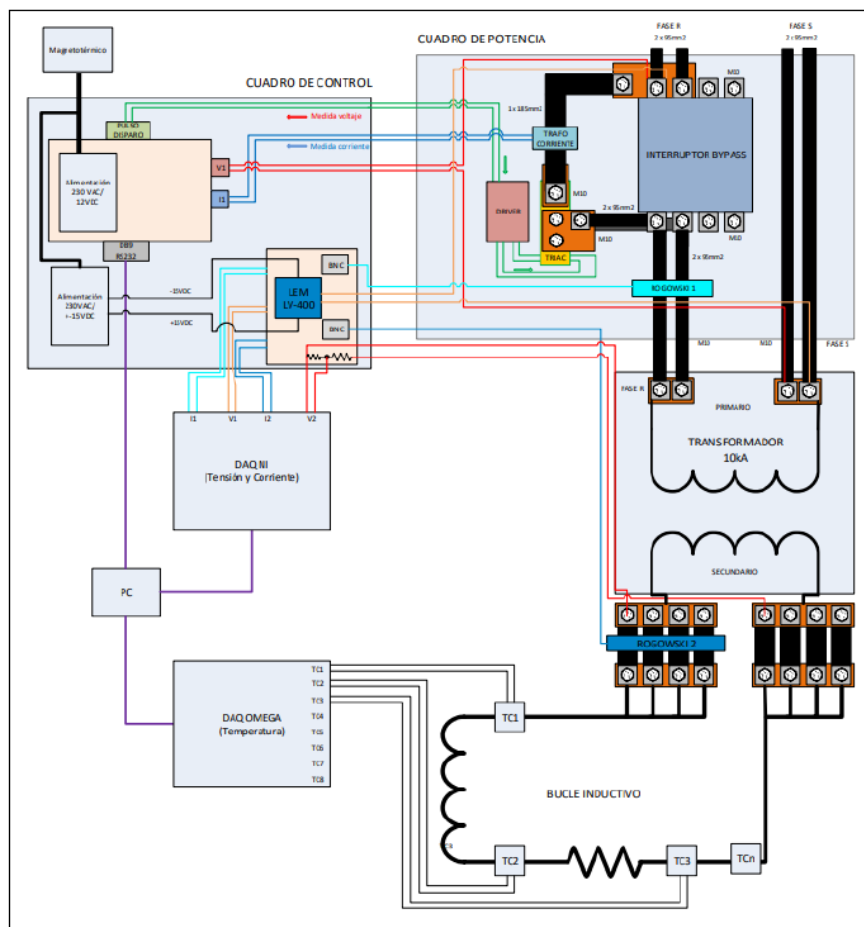 FASE R
2 x 95mm2
FASE S
2 x 95mm2
CUADRO DE POTENCIA
Magnetotérmico
CUADRO DE CONTROL
M10
1 x 185mm2
Medida voltaje
PULSO
DISPARO
TRAFO
CORRIENTE
INTERRUPTOR BYPASS
Medida corriente
V1
I1
Alimentación
230 VAC/
12VDC
M10
DRIVER
2 x 95mm2
M10
M10
TRIAC
DB9
RS232
2 x 95mm2
BNC
-15VDC
LEM
LV-400
ROGOWSKI 1
Alimentación
230VAC/
+-15VDC
+15VDC
BNC
M10
M10
FASE S
FASE R
PRIMARIO
I1
V1
I2
V2
TRANSFORMADOR
10kA
DAQ NI
(Tensión y Corriente)
SECUNDARIO
PC
ROGOWSKI 2
TC1
TC2
TC3
TC4
TC5
TC6
TC7
TC8
DAQ OMEGA
(Temperatura)
TC1
BUCLE INDUCTIVO
TC2
TC3
TCn